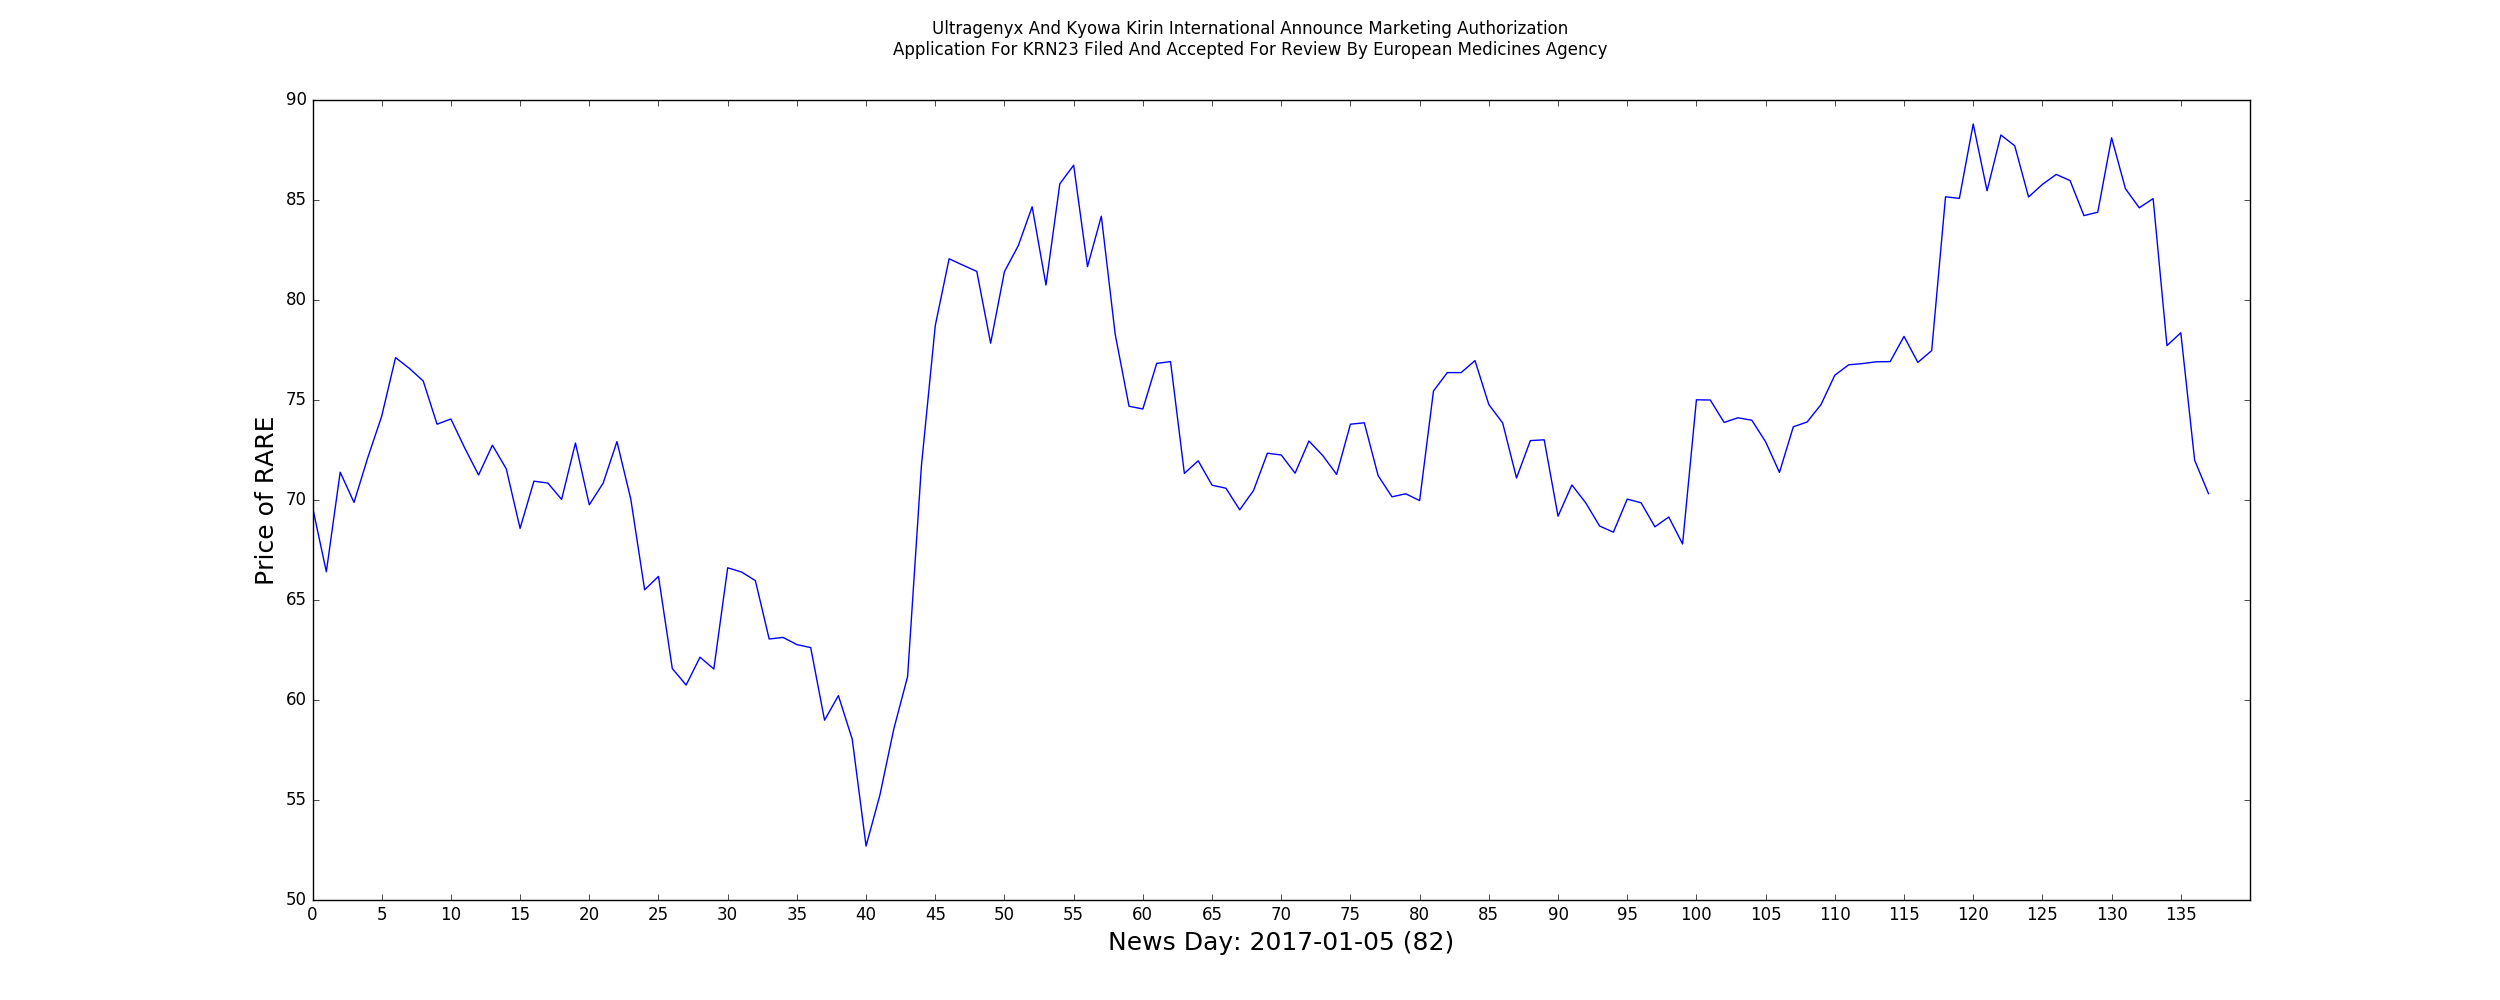 Ultragenyx And Kyowa Kirin International Announce Marketing Authorization
Application For KRN23 Filed And Accepted For Review By European Medicines Agency
90
85
80
75
70
65
60
55
50
Price of RARE
0 5 10 15 20 25 30 35 40 45 50 55 60 65 70 75 80 85 90 95 100 105 110 115 120 125 130 135
News Day: 2017-01-05 (82)